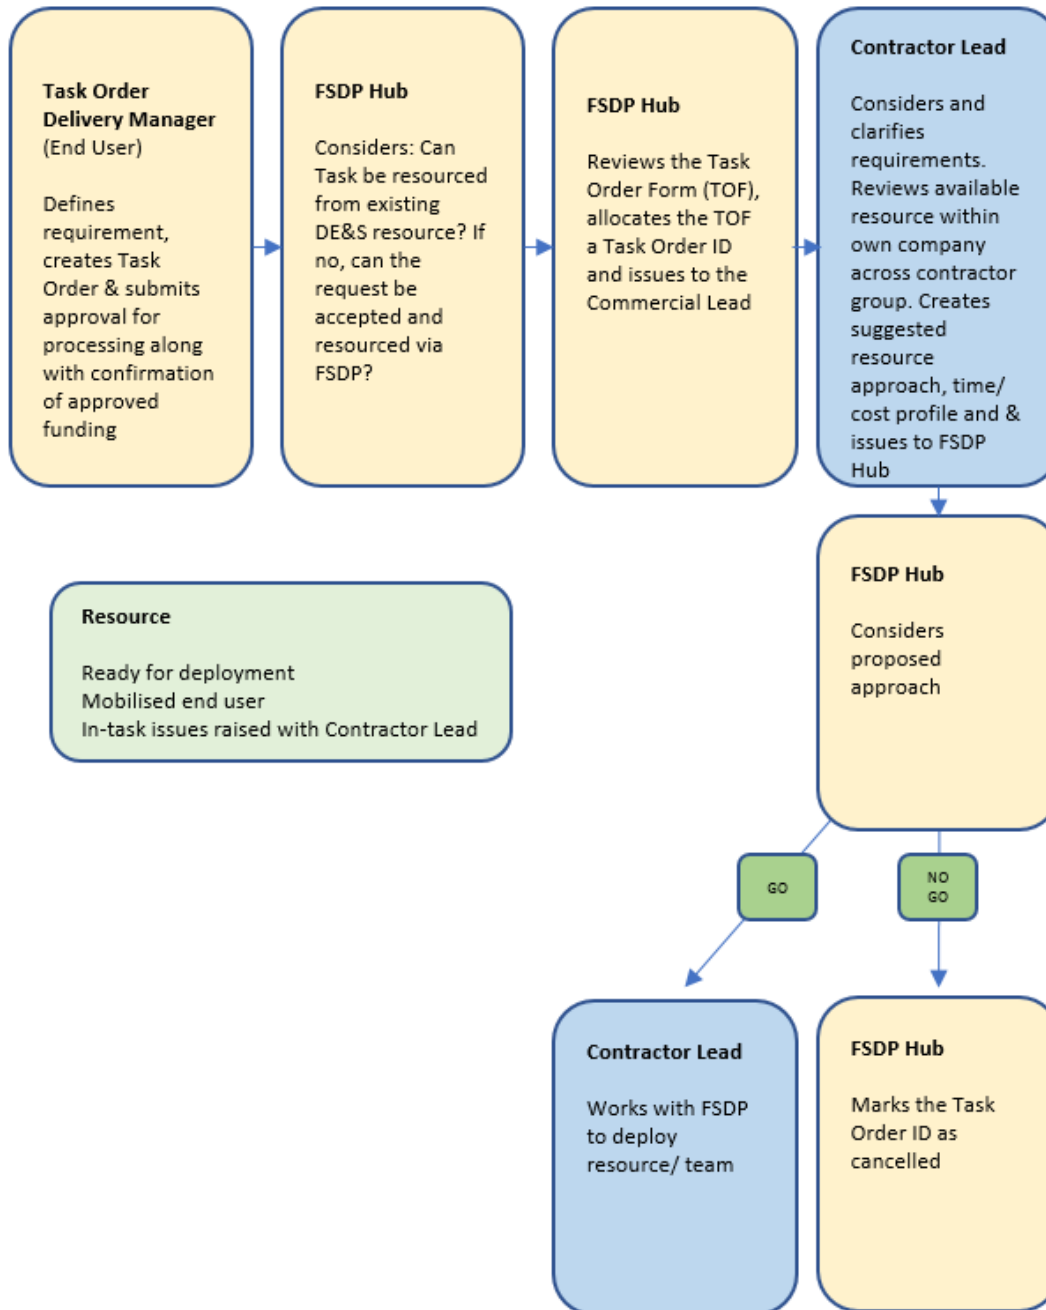 Task Order
Delivery Manager
(End User)
Defines
requirement,
creates Task
Order & submits
approval for
processing along
with confirmation
of approved
funding
FSDP Hub
Considers: Can
Task be resourced
from existing
DE&S resource? If
no, can the
request be
accepted and
resourced via
FSDP?
FSDP Hub
Reviews the Task
Order Form (TOF),
allocates the TOF
a Task Order ID
and issues to the
Commercial Lead
Contractor Lead
Considers and
clarifies
requirements.
Reviews available
resource within
own company
across contractor
group. Creates
suggested
resource
approach, time/
cost profile and &
issues to FSDP
Hub
FSDP Hub
Considers
proposed
approach
Resource
Ready for deployment
Mobilised end user
In-task issues raised with Contractor Lead
GO
NO
GO
Contractor Lead
Works with FSDP
to deploy
resource/ team
FSDP Hub
Marks the Task
Order ID as
cancelled